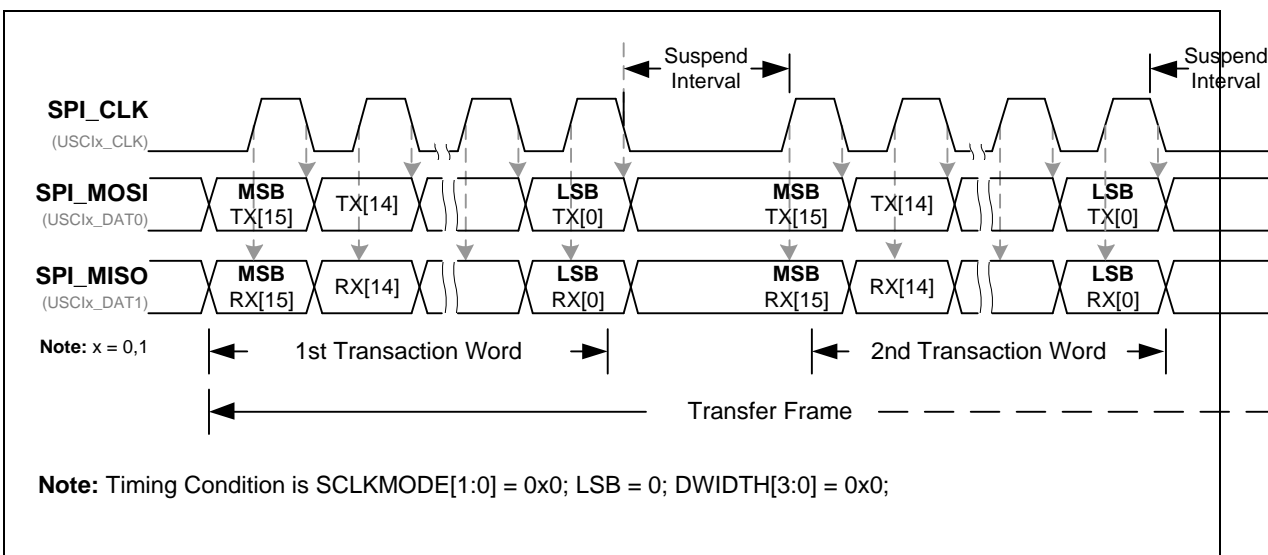 Suspend
Interval
Suspend
Interval
SPI_CLK
(USCIx_CLK)
SPI_MOSI
(USCIx_DAT0)
MSB
TX[15]
TX[14]
LSB
TX[0]
MSB
TX[15]
TX[14]
LSB
TX[0]
SPI_MISO
(USCIx_DAT1)
MSB
RX[15]
RX[14]
LSB
RX[0]
MSB
RX[15]
RX[14]
LSB
RX[0]
Note: x = 0,1
1st Transaction Word
2nd Transaction Word
Transfer Frame
Note: Timing Condition is SCLKMODE[1:0] = 0x0; LSB = 0; DWIDTH[3:0] = 0x0;